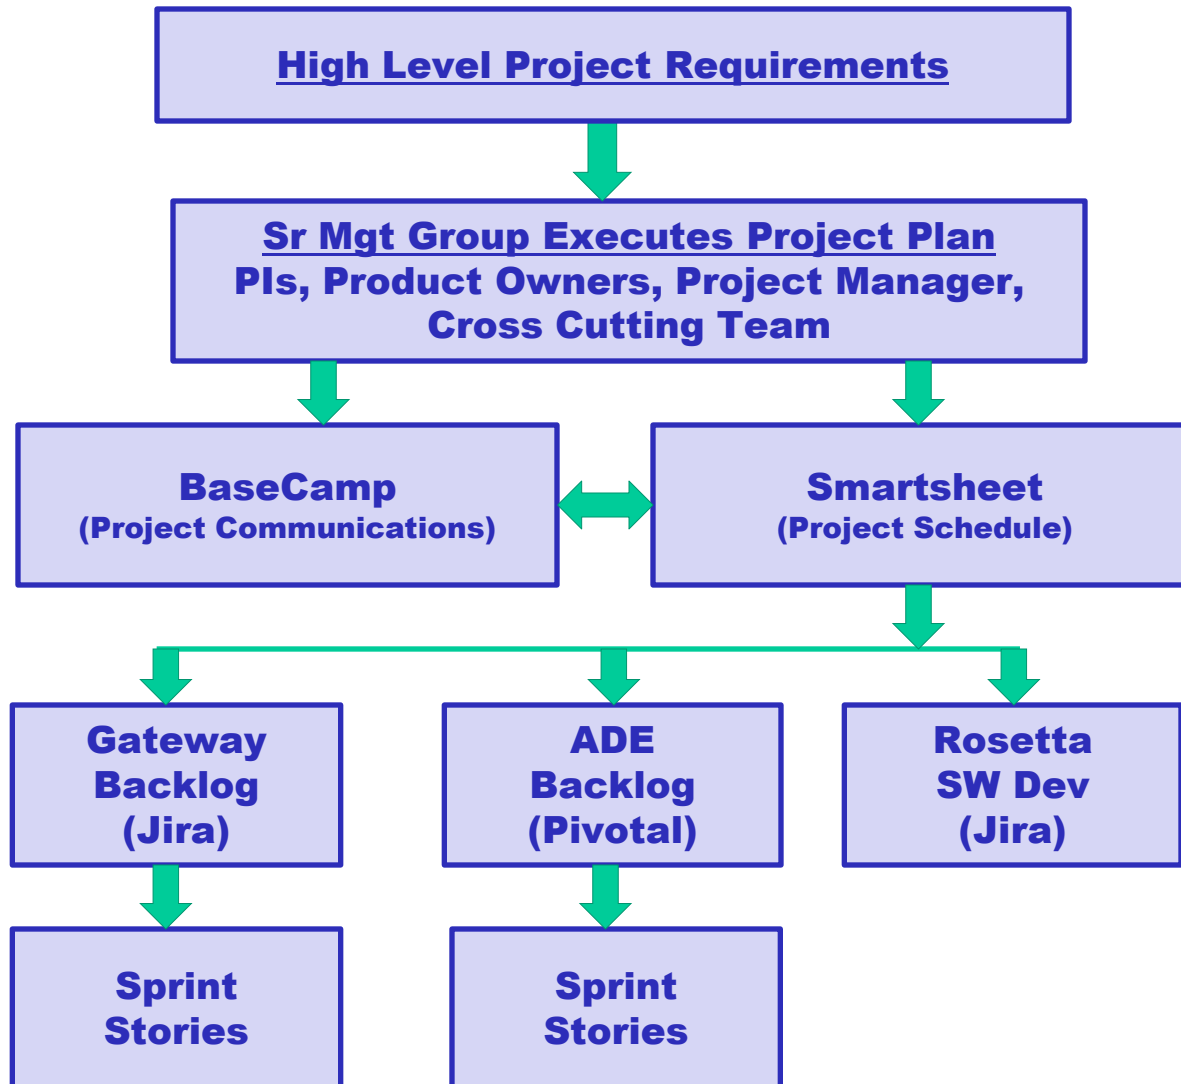 High Level Project Requirements
Sr Mgt Group Executes Project Plan
PIs, Product Owners, Project Manager,
Cross Cutting Team
BaseCamp
(Project Communications)
Smartsheet
(Project Schedule)
Gateway
Backlog
(Jira)
ADE
Backlog
(Pivotal)
Rosetta
SW Dev
(Jira)
Sprint
Stories
Sprint
Stories